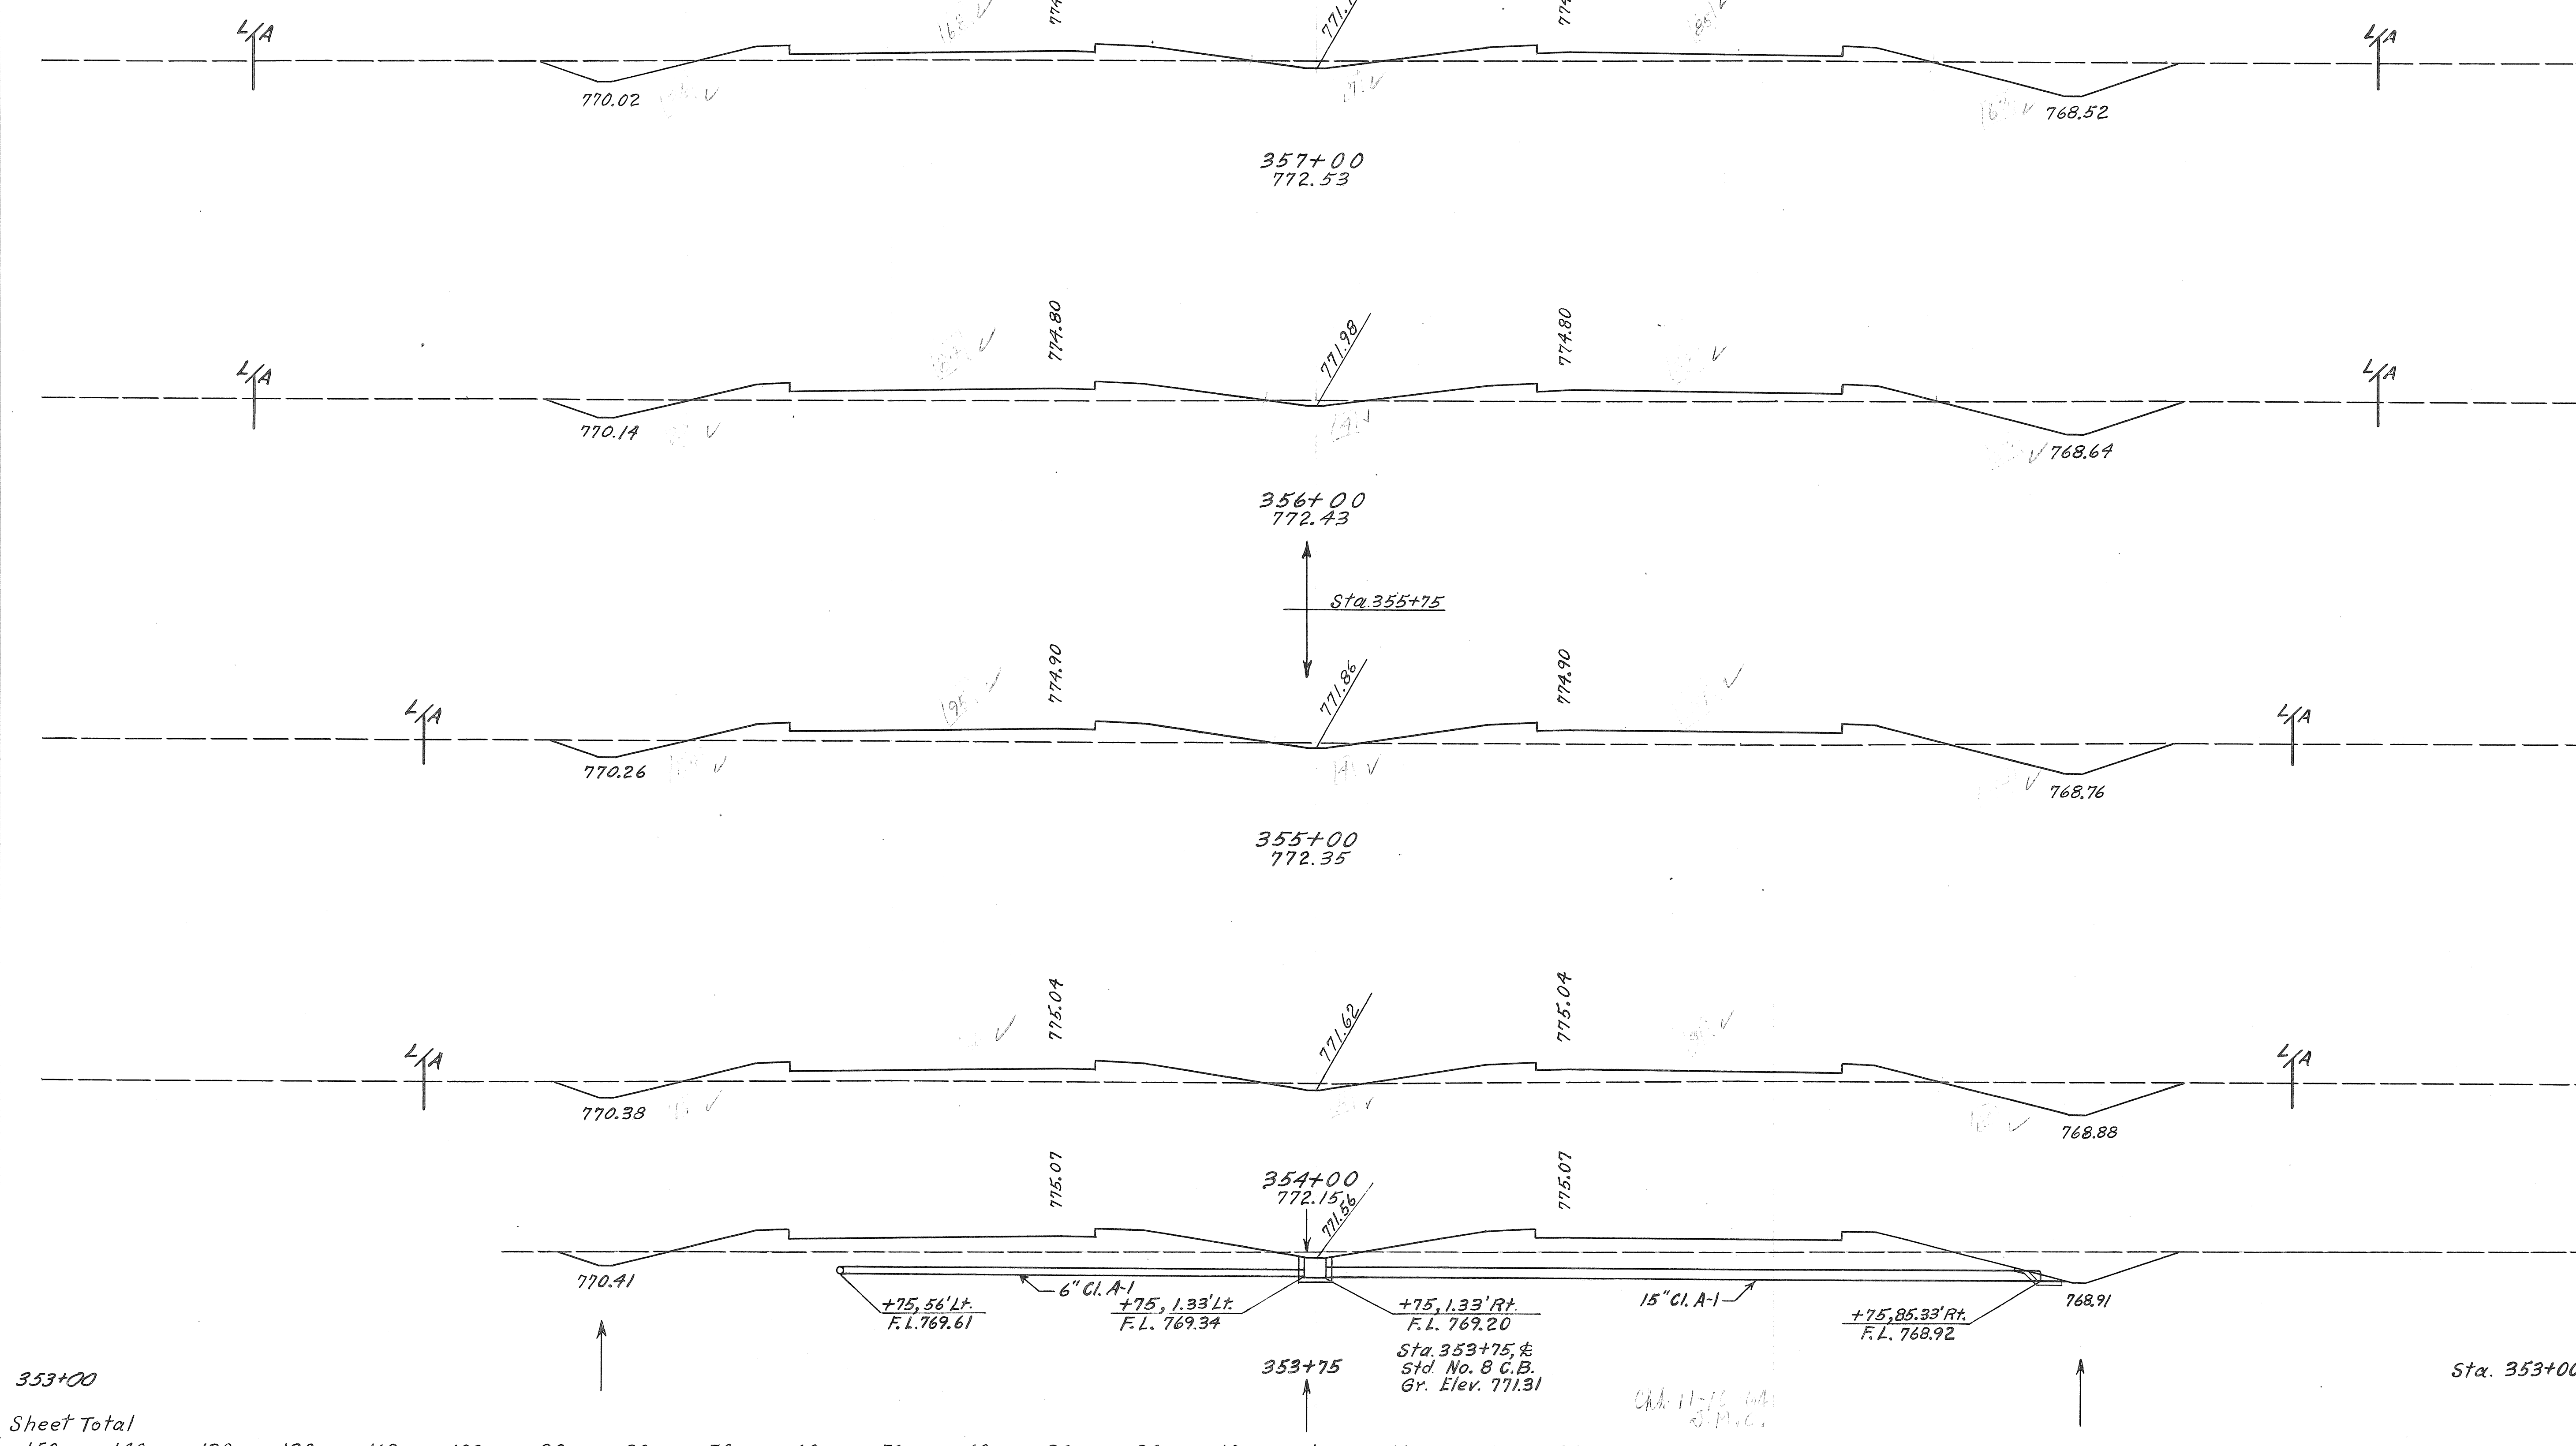 L/A
L/A
770.02
768.52
357+00
772.53
774.80
771.98
774.80
L/A
L/A
770.14
768.64
356+00
772.43
Sta. 355+75
774.90
771.86
774.90
L/A
L/A
770.26
768.76
355+00
772.35
775.04
771.62
775.04
L/A
L/A
770.38
768.88
775.07
354+00
772.15
771.56
775.07
770.41
6" Cl. A-1
15" Cl. A-1
768.91
+75, 56' Lt.
F.L. 769.61
+75, 1.33' Lt.
F.L. 769.34
+75, 1.33' Rt.
F.L. 769.20
+75, 85.33' Rt.
F.L. 768.92
Sta. 353+75, ℄
Std. No. 8 C.B.
Gr. Elev. 771.31
353+75
353+00
Sta. 353+00
Sheet Total